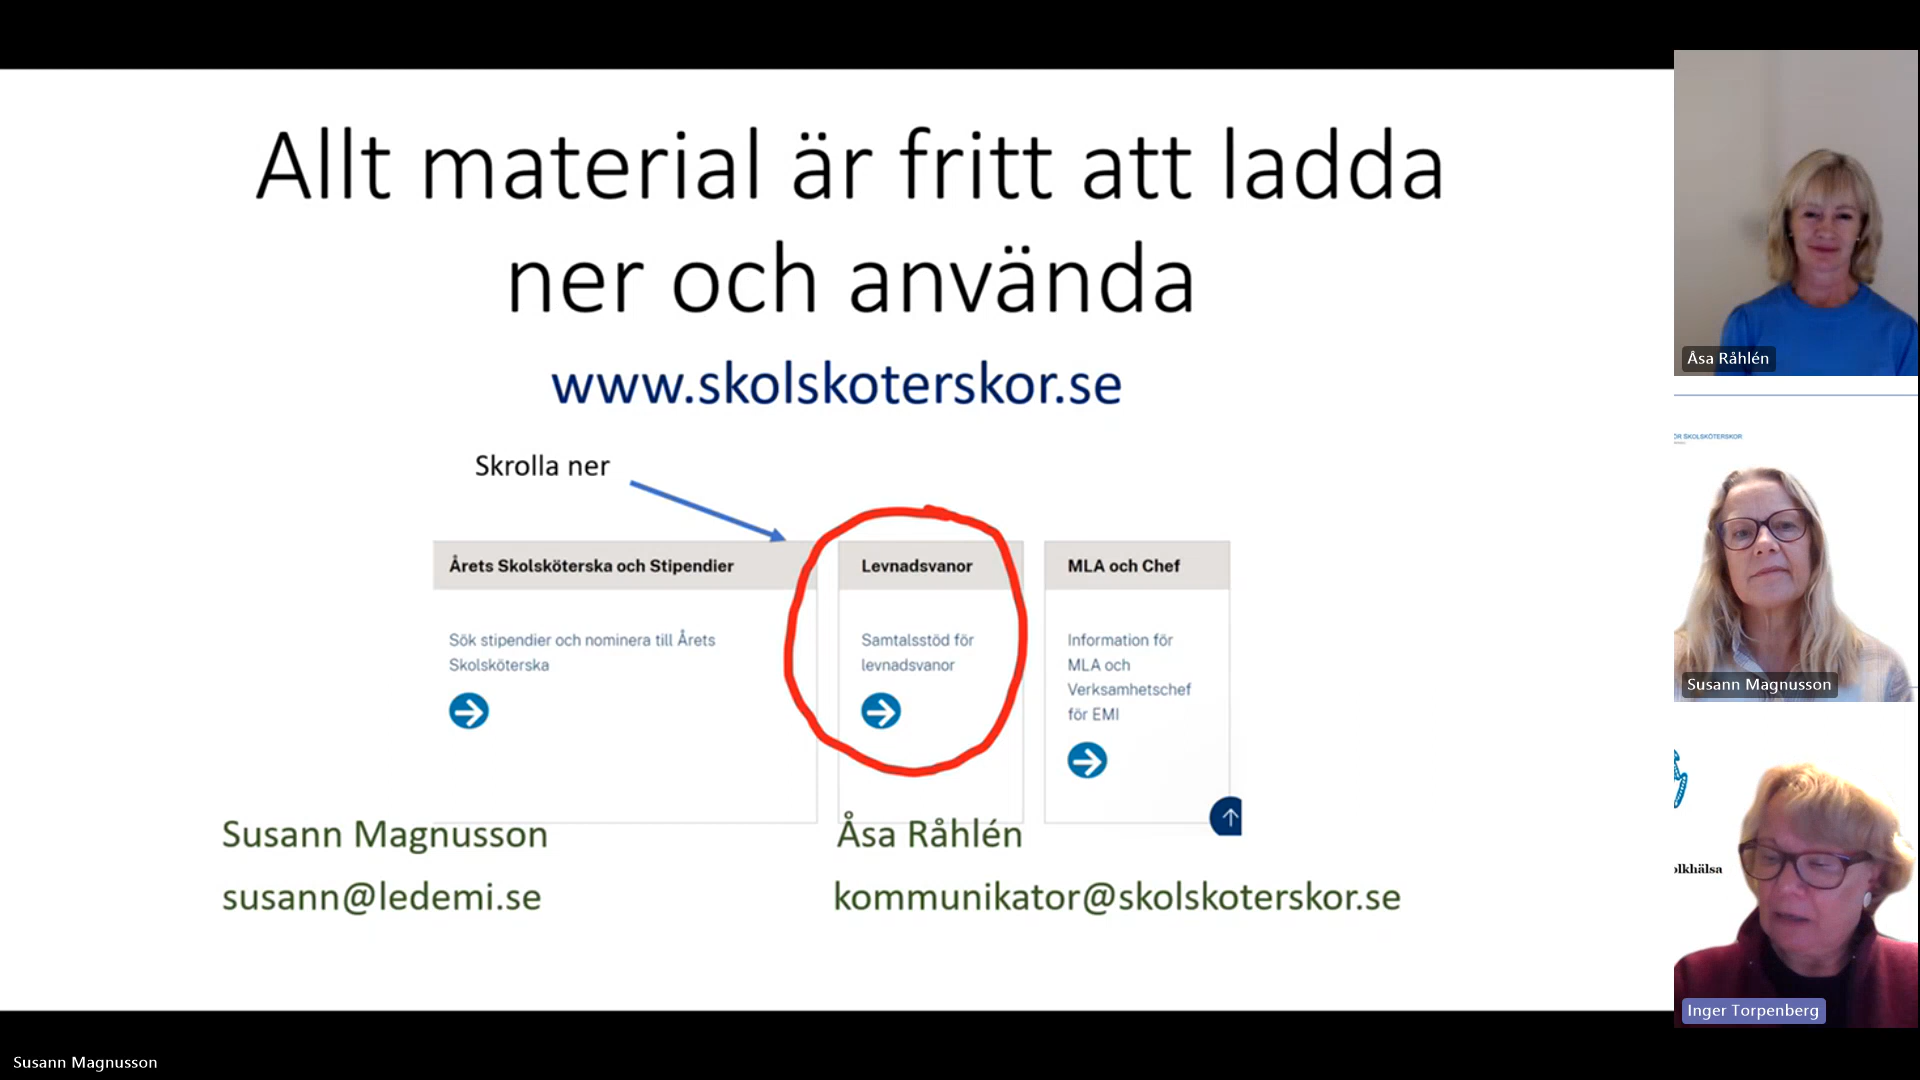 Allt material är fritt att ladda
ner och använda
www.skolskoterskor.se
Skrolla ner
Årets Skolsköterska och Stipendier
Sök stipendier och nominera till Årets
Skolsköterska
Levnadsvanor
Samtalsstöd för
levnadsvanor
MLA och Chef
Information för
MLA och
Verksamhetschef
för EMI
Susann Magnusson
susann@ledemi.se
Åsa Råhlén
kommunikator@skolskoterskor.se
Åsa Råhlén
ÖR SKOLSKÖTERSKOR
Susann Magnusson
olkhälsa
Inger Torpenberg
Susann Magnusson